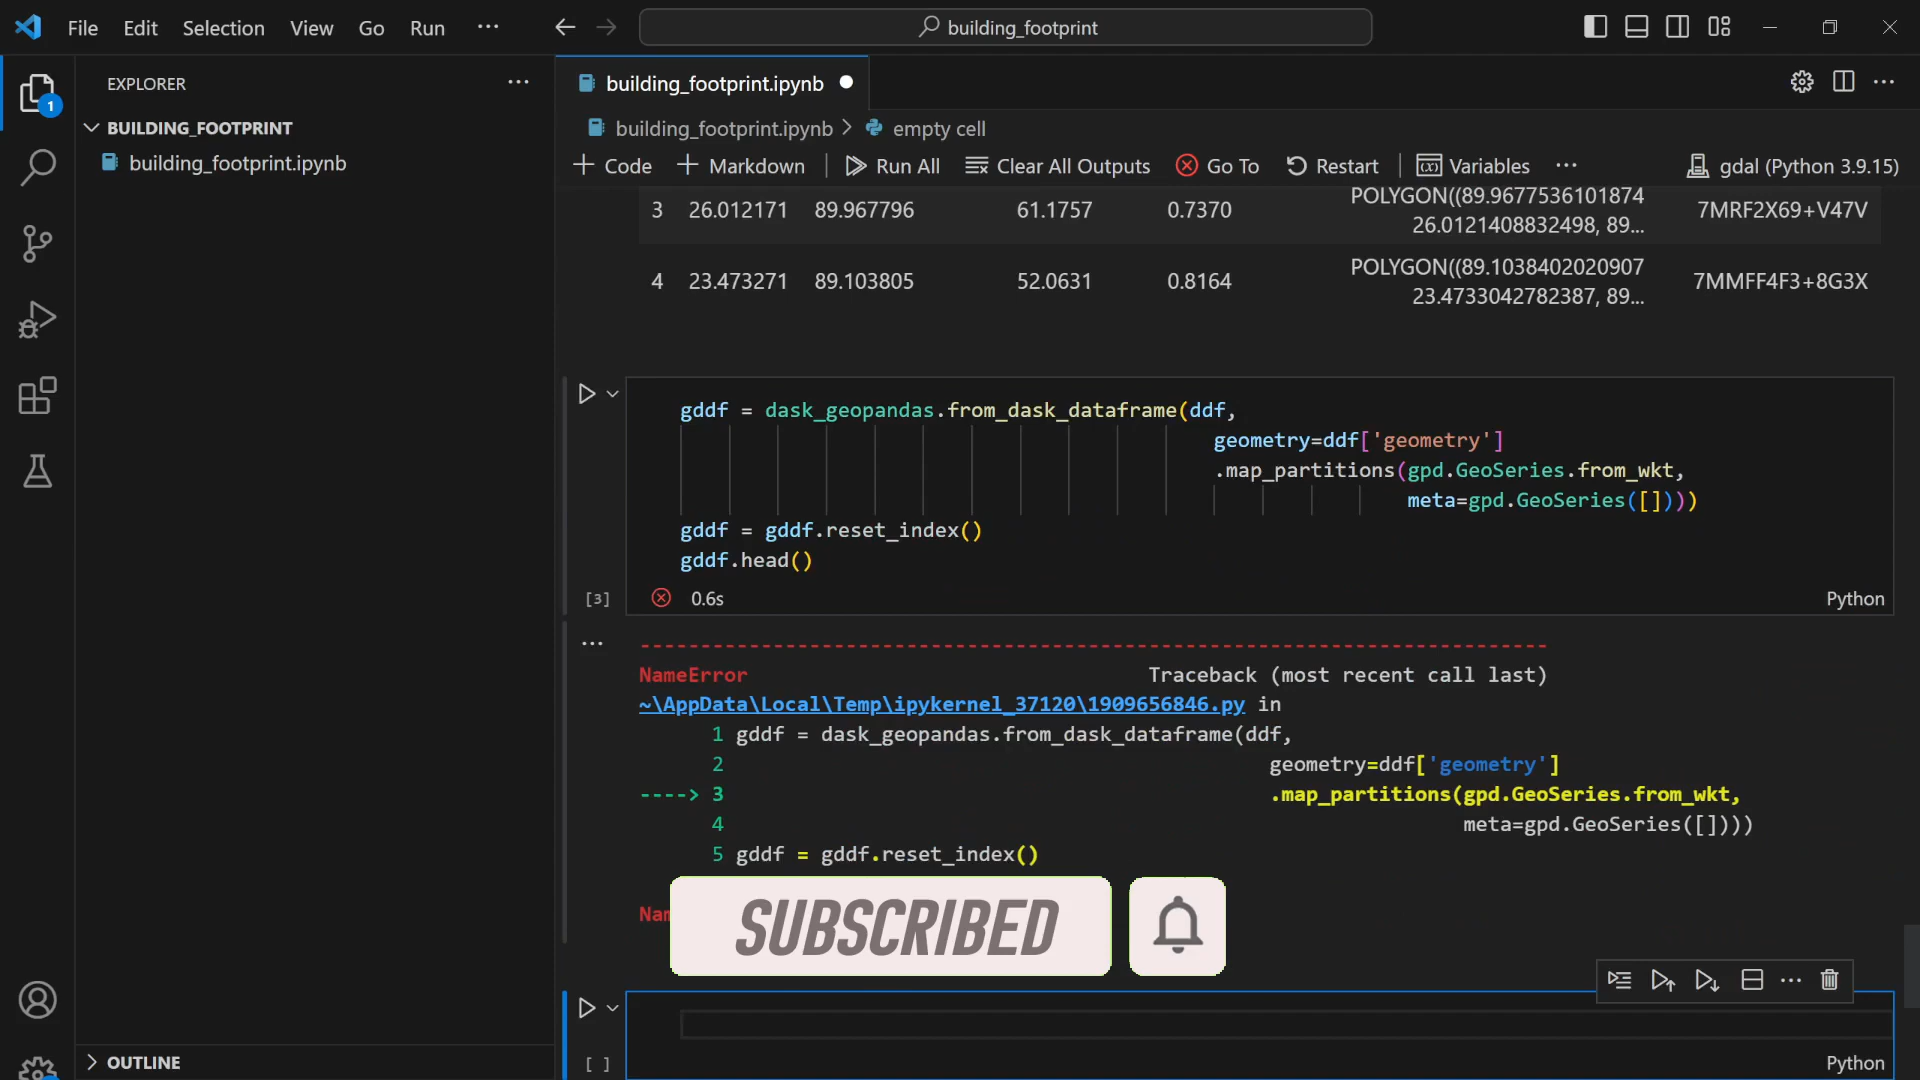 File Edit Selection View Go Run ···
building_footprint
1
EXPLORER ···
BUILDING_FOOTPRINT
building_footprint.ipynb
OUTLINE
building_footprint.ipynb
building_footprint.ipynb > empty cell
+ Code + Markdown | Run All Clear All Outputs Go To Restart | Variables ··· gdal (Python 3.9.15)
3 26.012171 89.967796 61.1757 0.7370 POLYGON((89.9677536101874 7MRF2X69+V47V
26.0121408832498, 89...
4 23.473271 89.103805 52.0631 0.8164 POLYGON((89.1038402020907 7MMFF4F3+8G3X
23.4733042782387, 89...
gddf = dask_geopandas.from_dask_dataframe(ddf,
geometry=ddf['geometry']
.map_partitions(gpd.GeoSeries.from_wkt,
meta=gpd.GeoSeries([])))
gddf = gddf.reset_index()
gddf.head()
[3] 0.6s Python
---------------------------------------------------------------------------
NameError Traceback (most recent call last)
~\AppData\Local\Temp\ipykernel_37120\1909656846.py in
1 gddf = dask_geopandas.from_dask_dataframe(ddf,
2 geometry=ddf['geometry']
----> 3 .map_partitions(gpd.GeoSeries.from_wkt,
4 meta=gpd.GeoSeries([])))
5 gddf = gddf.reset_index()
SUBSCRIBED
[ ] Python